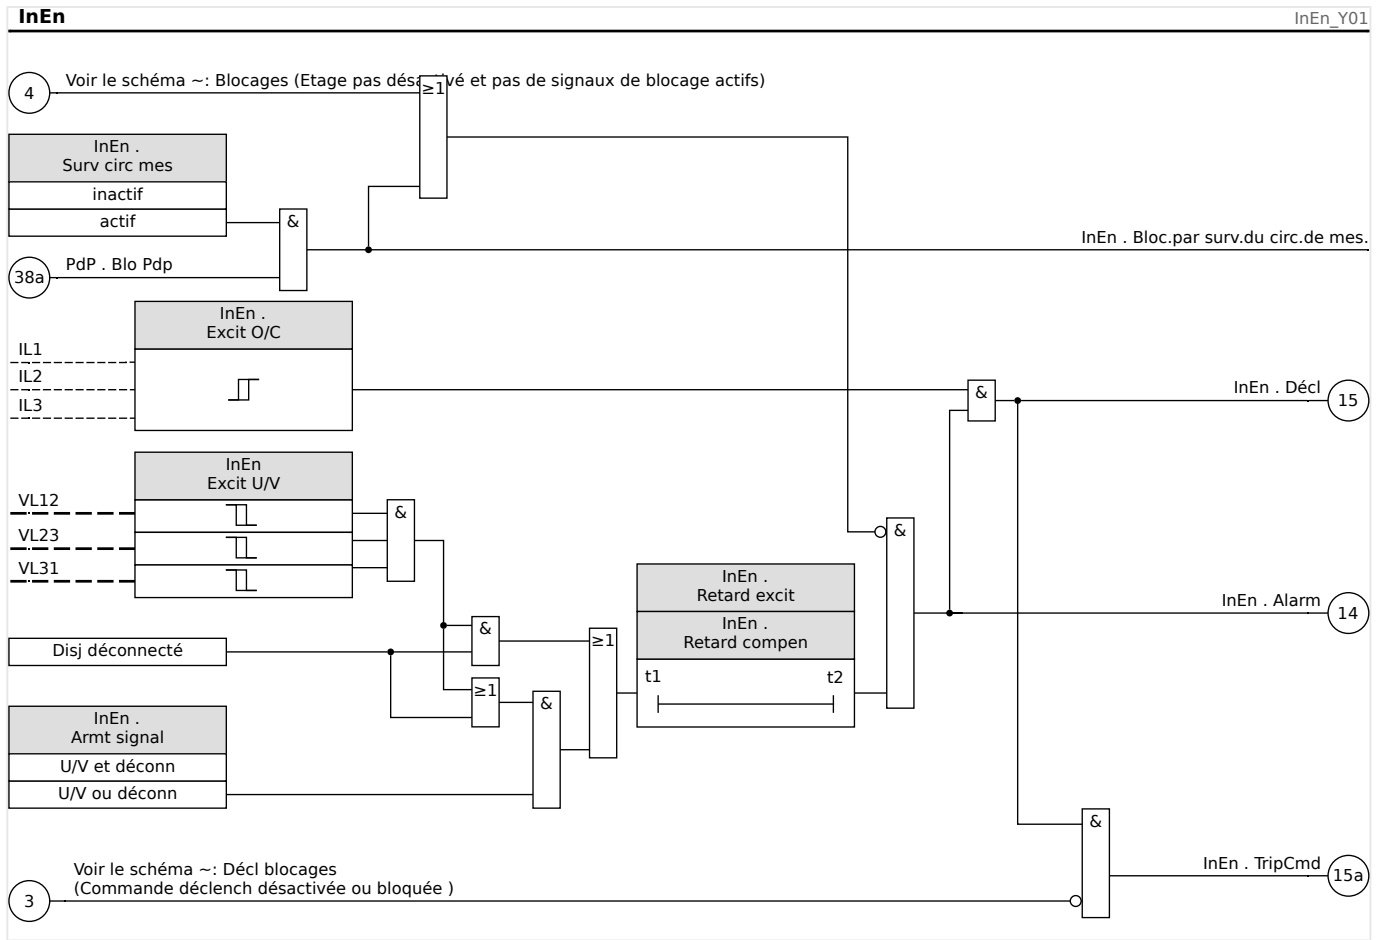 InEn
InEn_Y01
4
Voir le schéma ~: Blocages (Etage pas désactivé et pas de signaux de blocage actifs)
≥1
InEn .
Surv circ mes
inactif
actif
&
InEn . Bloc.par surv.du circ.de mes.
38a
PdP . Blo Pdp
InEn .
Excit O/C
IL1
IL2
IL3
&
InEn . Décl
15
InEn
Excit U/V
VL12
VL23
VL31
&
&
InEn .
Retard excit
InEn .
Retard compen
t1
t2
InEn . Alarm
14
Disj déconnecté
&
≥1
≥1
&
InEn .
Armt signal
U/V et déconn
U/V ou déconn
&
Voir le schéma ~: Décl blocages
(Commande déclench désactivée ou bloquée )
3
InEn . TripCmd
15a